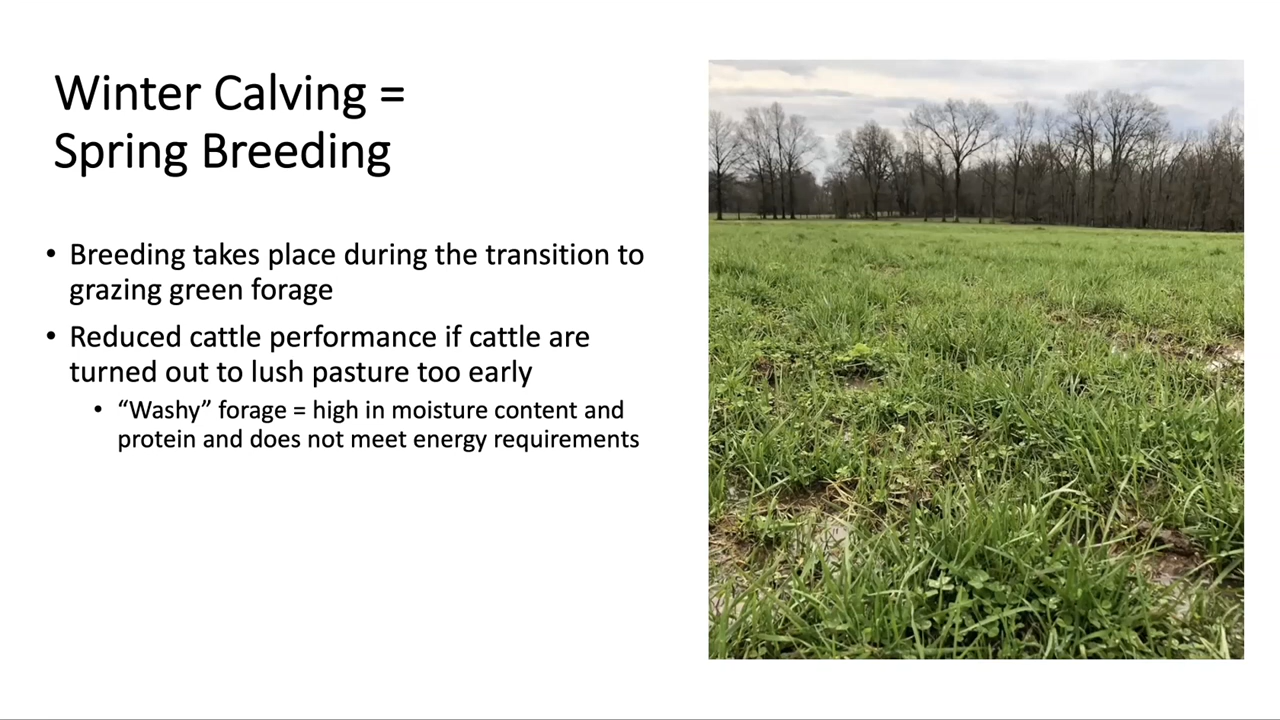 Winter Calving =
Spring Breeding
• Breeding takes place during the transition to
grazing green forage
• Reduced cattle performance if cattle are
turned out to lush pasture too early
• “Washy” forage = high in moisture content and
protein and does not meet energy requirements